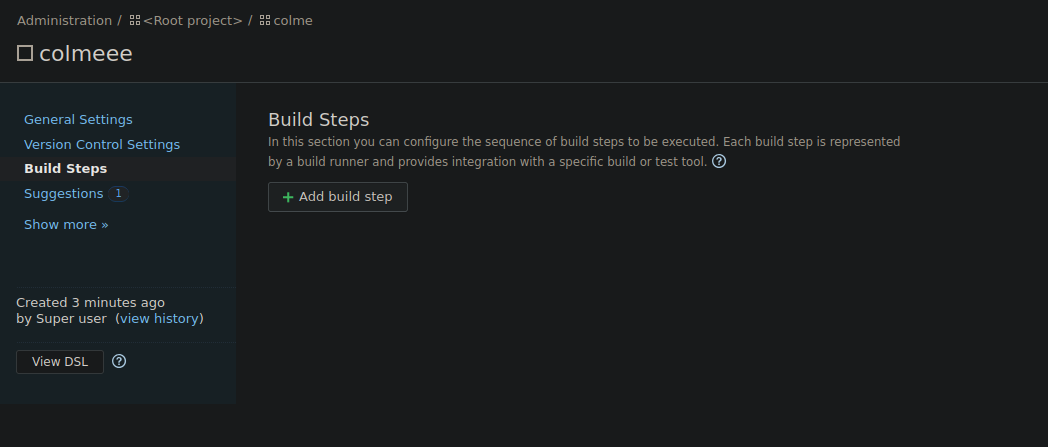 Administration / <Root project> / colme
colmeee
General Settings
Version Control Settings
Build Steps
Suggestions 1
Show more »
Created 3 minutes ago
by Super user (view history)
View DSL ?
Build Steps
In this section you can configure the sequence of build steps to be executed. Each build step is represented
by a build runner and provides integration with a specific build or test tool. ?
+ Add build step